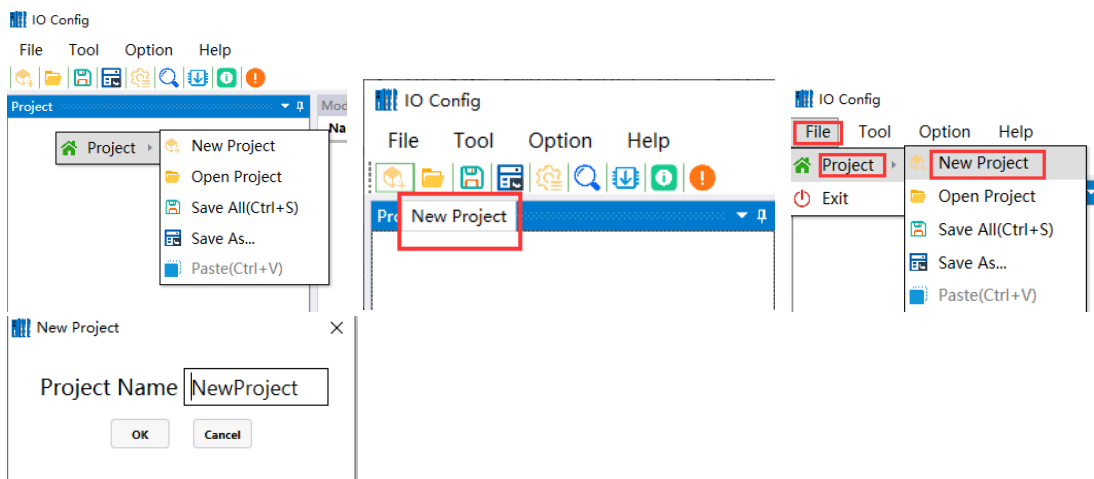 IO Config
File Tool Option Help
Project
Mod
Na
Project
New Project
Open Project
Save All(Ctrl+S)
Save As...
Paste(Ctrl+V)
IO Config
File Tool Option Help
Pro
New Project
IO Config
File Tool Option Help
Project
Exit
New Project
Open Project
Save All(Ctrl+S)
Save As...
Paste(Ctrl+V)
New Project
Project Name NewProject
OK Cancel